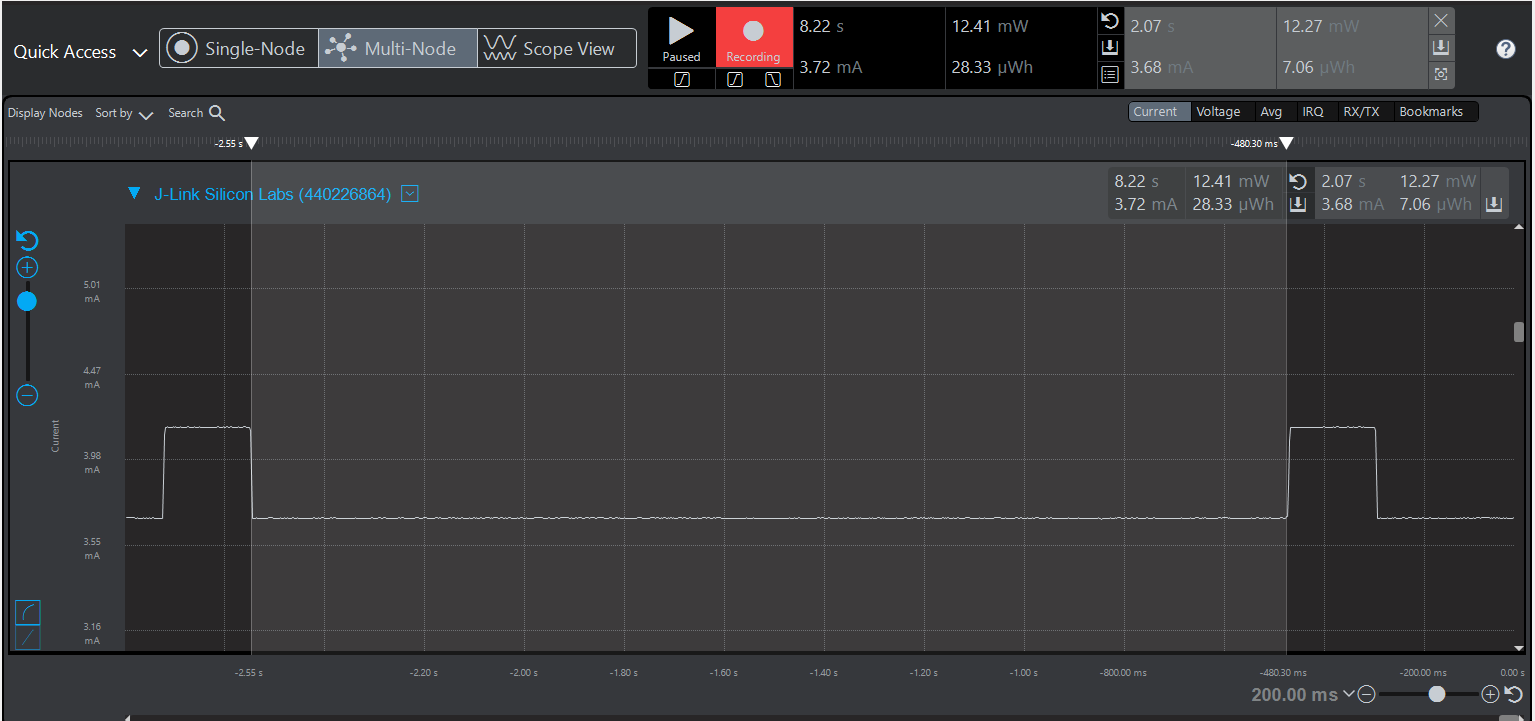 Quick Access
Single-Node
Multi-Node
Scope View
Paused
Recording
8.22 s
3.72 mA
12.41 mW
28.33 µWh
2.07 s
3.68 mA
12.27 mW
7.06 µWh
?
Display Nodes
Sort by
Search
Current
Voltage
Avg
IRQ
RX/TX
Bookmarks
-2.55 s
-480.30 ms
J-Link Silicon Labs (440226864)
8.22 s
3.72 mA
12.41 mW
28.33 µWh
2.07 s
3.68 mA
12.27 mW
7.06 µWh
5.01
mA
4.47
mA
Current
3.98
mA
3.55
mA
3.16
mA
-2.55 s
-2.20 s
-2.00 s
-1.80 s
-1.60 s
-1.40 s
-1.20 s
-1.00 s
-800.00 ms
-480.30 ms
-200.00 ms
0.00 s
200.00 ms